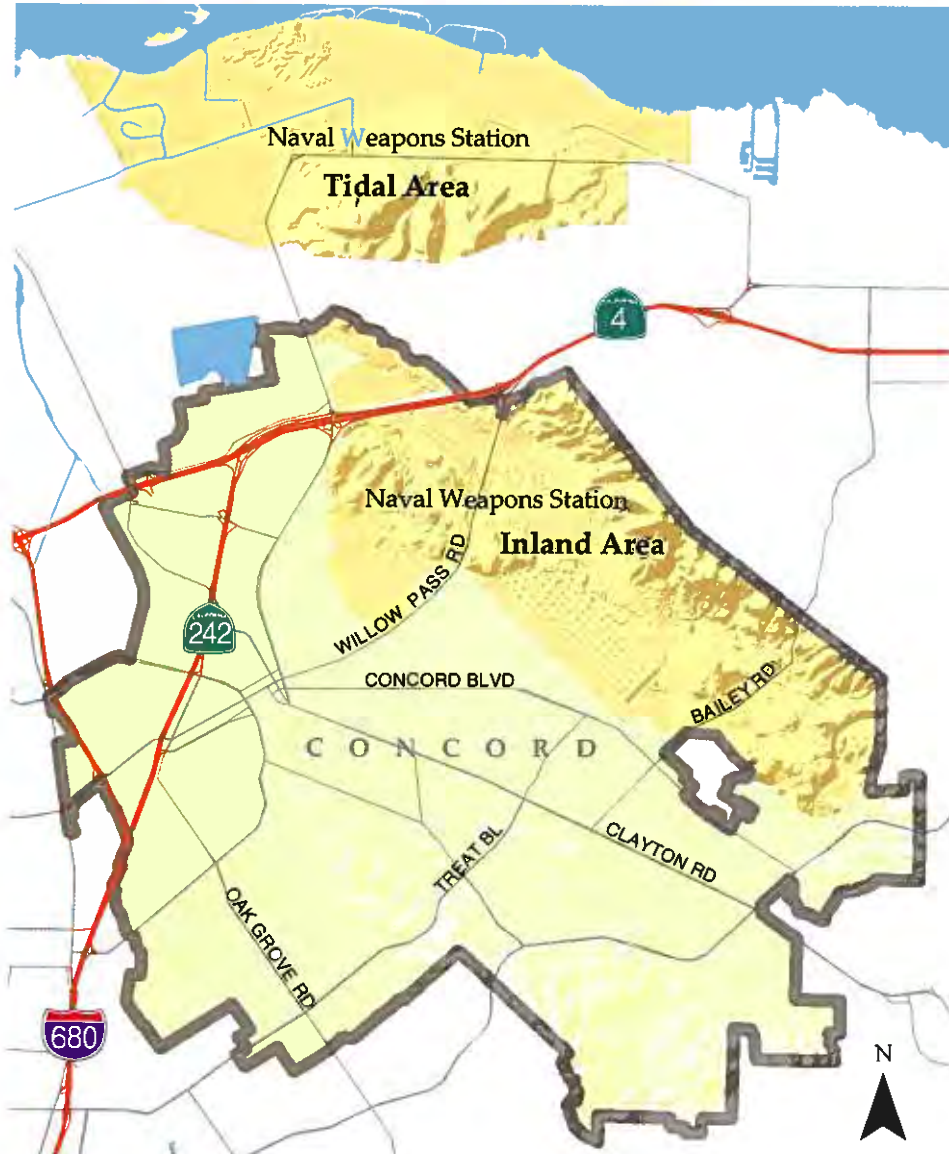 Naval Weapons Station
Tidal Area
4
Naval Weapons Station
Inland Area
WILLOW PASS RD
242
CONCORD BLVD
BAILEY RD
CONCORD
TREAT BL
CLAYTON RD
OAK GROVE RD
680
N